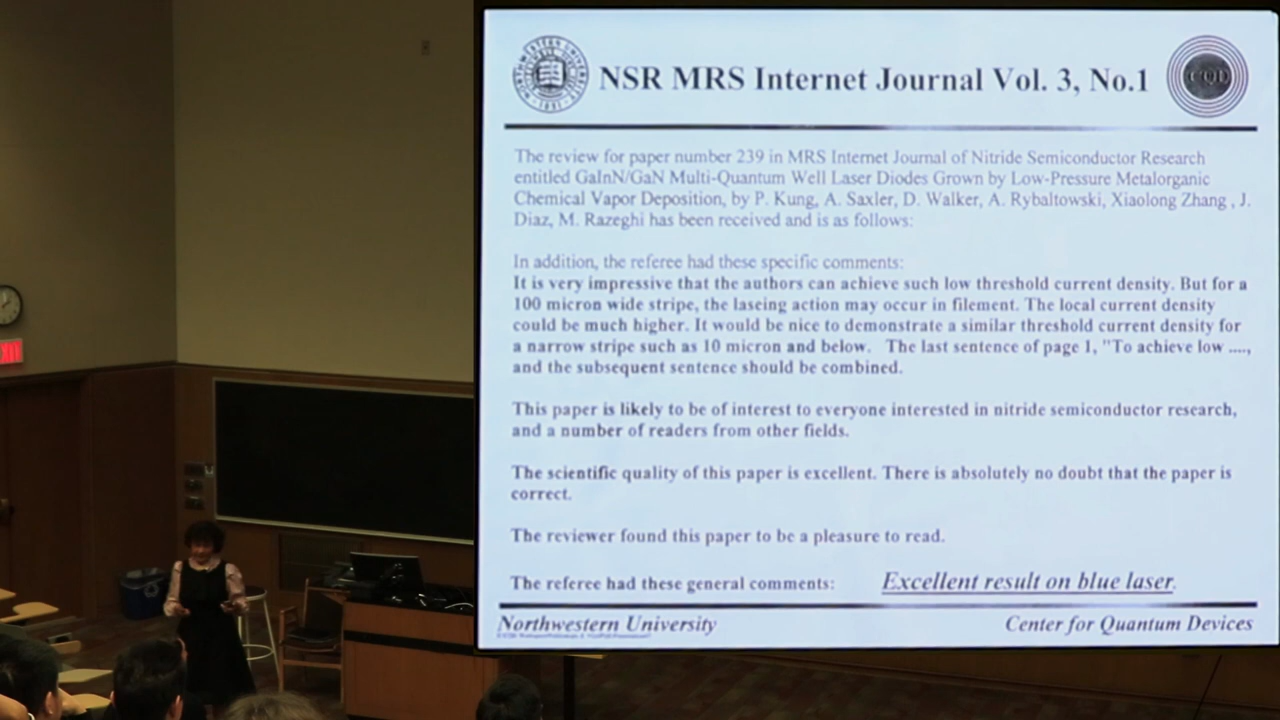 NSR MRS Internet Journal Vol. 3, No.1
CQD
The review for paper number 239 in MRS Internet Journal of Nitride Semiconductor Research
entitled GaInN/GaN Multi-Quantum Well Laser Diodes Grown by Low-Pressure Metalorganic
Chemical Vapor Deposition, by P. Kung, A. Saxler, D. Walker, A. Rybaltowski, Xiaolong Zhang , J.
Diaz, M. Razeghi has been received and is as follows:
In addition, the referee had these specific comments:
It is very impressive that the authors can achieve such low threshold current density. But for a
100 micron wide stripe, the laseing action may occur in filement. The local current density
could be much higher. It would be nice to demonstrate a similar threshold current density for
a narrow stripe such as 10 micron and below. The last sentence of page 1, "To achieve low ....,
and the subsequent sentence should be combined.
This paper is likely to be of interest to everyone interested in nitride semiconductor research,
and a number of readers from other fields.
The scientific quality of this paper is excellent. There is absolutely no doubt that the paper is
correct.
The reviewer found this paper to be a pleasure to read.
The referee had these general comments: Excellent result on blue laser.
Northwestern University Center for Quantum Devices